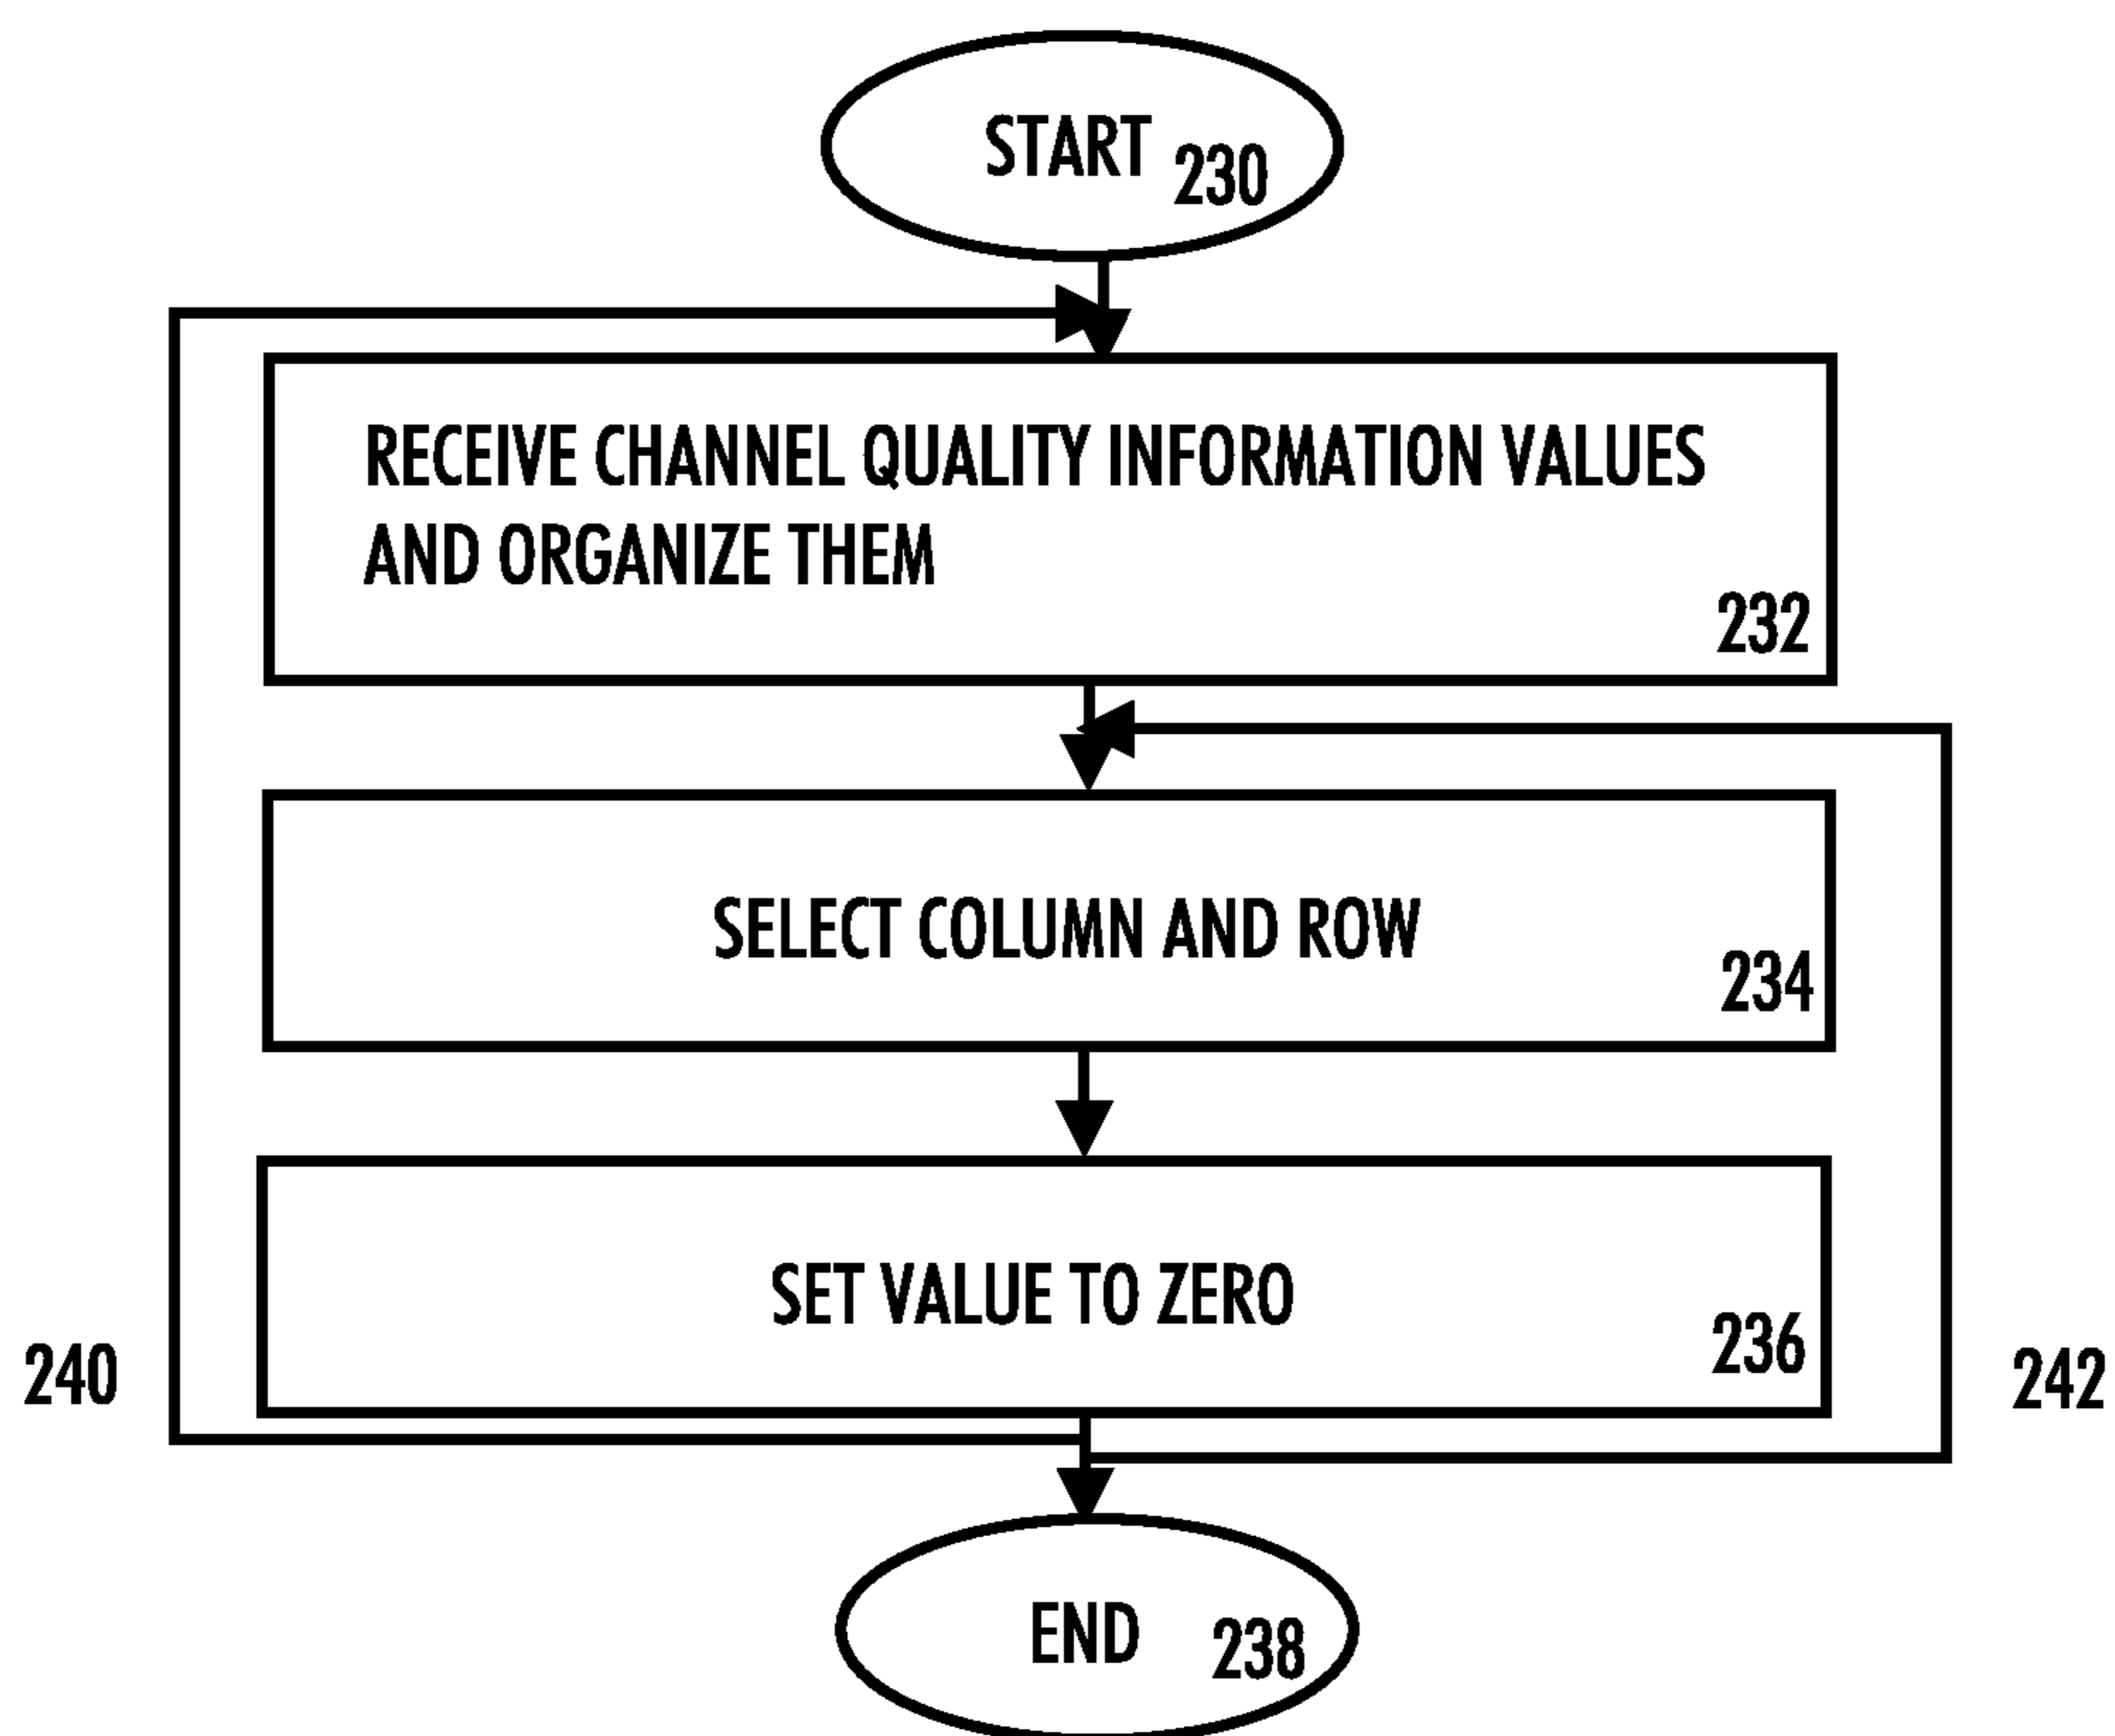 START 230
RECEIVE CHANNEL QUALITY INFORMATION VALUES
AND ORGANIZE THEM
232
SELECT COLUMN AND ROW
234
SET VALUE TO ZERO
236
240
242
END 238